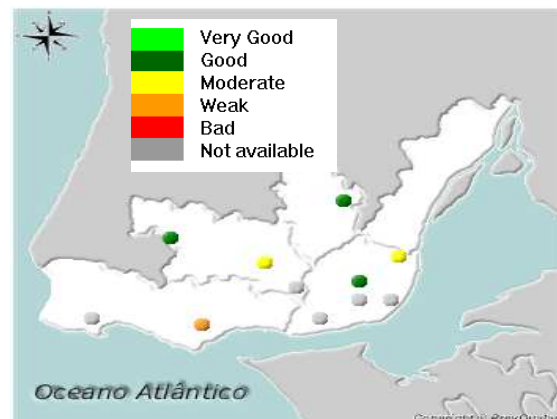 Very Good
Good
Moderate
Weak
Bad
Not available
Oceano Atlântico